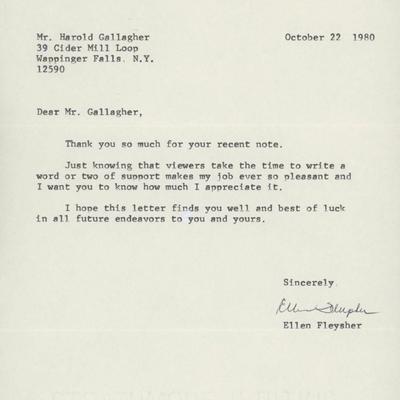 Mr. Harold Gallagher October 22 1980
39 Cider Mill Loop
Wappinger Falls. N.Y.
12590
Dear Mr. Gallagher,
Thank you so much for your recent note.
Just knowing that viewers take the time to write a
word or two of support makes my job ever so pleasant and
I want you to know how much I appreciate it.
I hope this letter finds you well and best of luck
in all future endeavors to you and yours.
Sincerely.
Ellen Fleysher
Ellen Fleysher